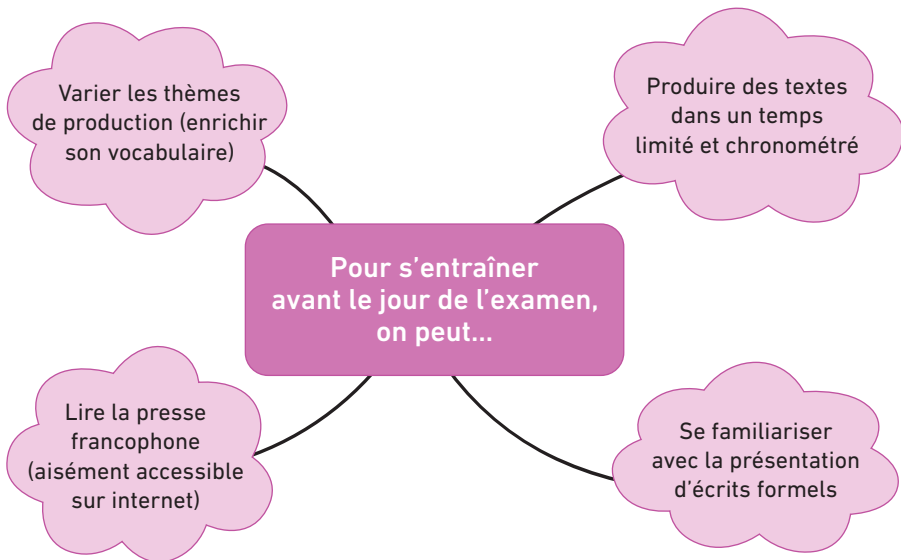 Varier les thèmes
de production (enrichir
son vocabulaire)
Produire des textes
dans un temps
limité et chronométré
Pour s’entraîner
avant le jour de l’examen,
on peut...
Lire la presse
francophone
(aisément accessible
sur internet)
Se familiariser
avec la présentation
d’écrits formels